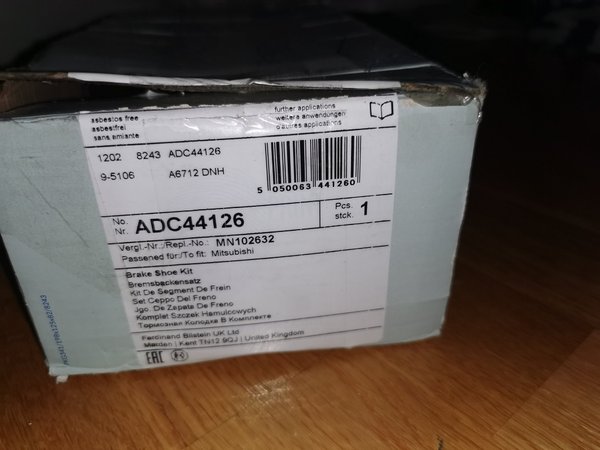 asbestos free
asbestfrei
sans amiante
further applications
weitere anwendungen
d'autres applications
1202 8243 ADC44126
9-5106 A6712 DNH
5 050063 441260
No.
Nr. ADC44126
Pcs.
stck. 1
Vergl.-Nr./Repl.-No.: MN102632
Passened für:/To fit: Mitsubishi
Brake Shoe Kit
Bremsbackensatz
Kit De Segment De Frein
Set Ceppo Del Freno
Jgo. De Zapata De Freno
Komplet Szczek Hamulcowych
Тормозная Колодка В Комплекте
Ferdinand Bilstein UK Ltd
Marden | Kent TN12 9QJ | United Kingdom
EAC